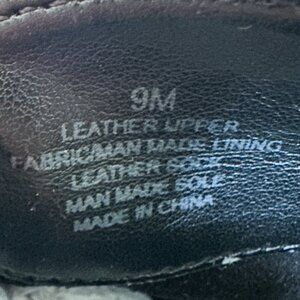 9M
LEATHER UPPER
FABRIC/MAN MADE LINING
LEATHER SOCK
MAN MADE SOLE
MADE IN CHINA